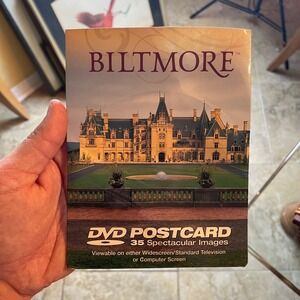 BILTMORE
DVD POSTCARD
35 Spectacular Images
Viewable on either Widescreen/Standard Television
or Computer Screen